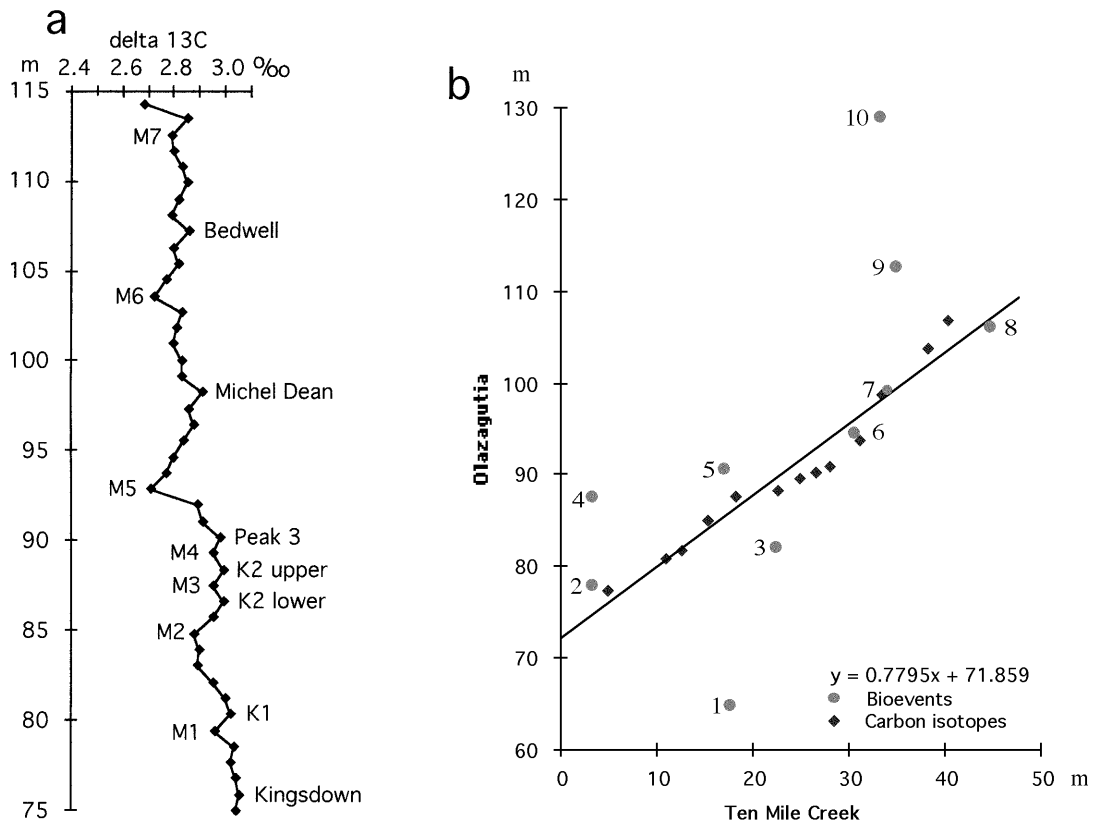 a
delta 13C
m 2.4 2.6 2.8 3.0 ‰
115
M7
110
Bedwell
105
M6
100
Michel Dean
95
M5
90
Peak 3
M4
K2 upper
M3
K2 lower
85
M2
K1
80
M1
Kingsdown
75
b
m
130
10
120
9
110
8
100
7
6
Olazagutia
5
90
4
3
80
2
70
1
y = 0.7795x + 71.859
Bioevents
Carbon isotopes
60
0 10 20 30 40 50 m
Ten Mile Creek